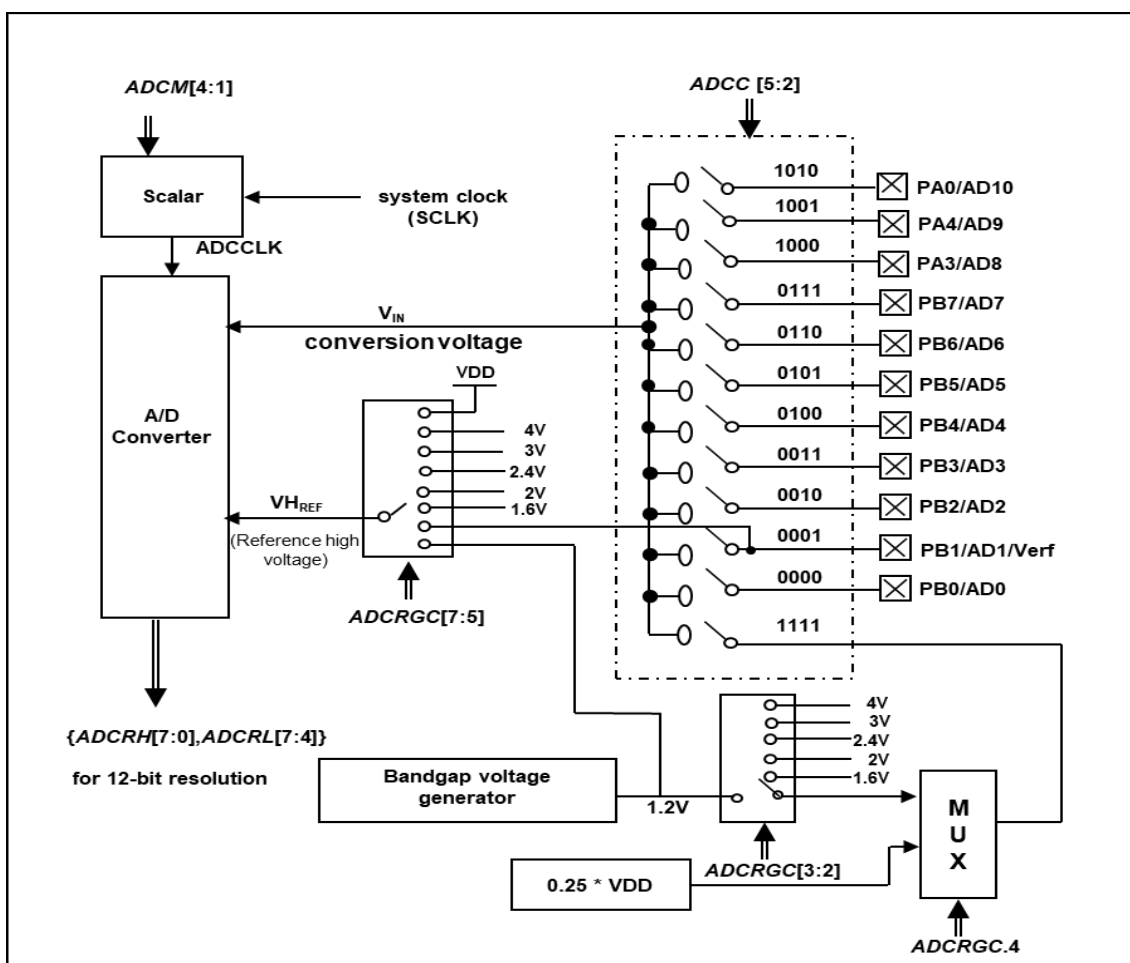 ADCM[4:1]
ADCC [5:2]
Scalar
system clock
(SCLK)
ADCCLK
1010
PA0/AD10
1001
PA4/AD9
1000
PA3/AD8
0111
PB7/AD7
VIN
conversion voltage
0110
PB6/AD6
VDD
0101
PB5/AD5
A/D
Converter
4V
3V
2.4V
2V
1.6V
0100
PB4/AD4
0011
PB3/AD3
VHREF
(Reference high
voltage)
0010
PB2/AD2
0001
PB1/AD1/Verf
0000
PB0/AD0
ADCRGC[7:5]
1111
{ADCRH[7:0],ADCRL[7:4]}
for 12-bit resolution
4V
3V
2.4V
2V
1.6V
Bandgap voltage
generator
1.2V
M
U
X
0.25 * VDD
ADCRGC[3:2]
ADCRGC.4